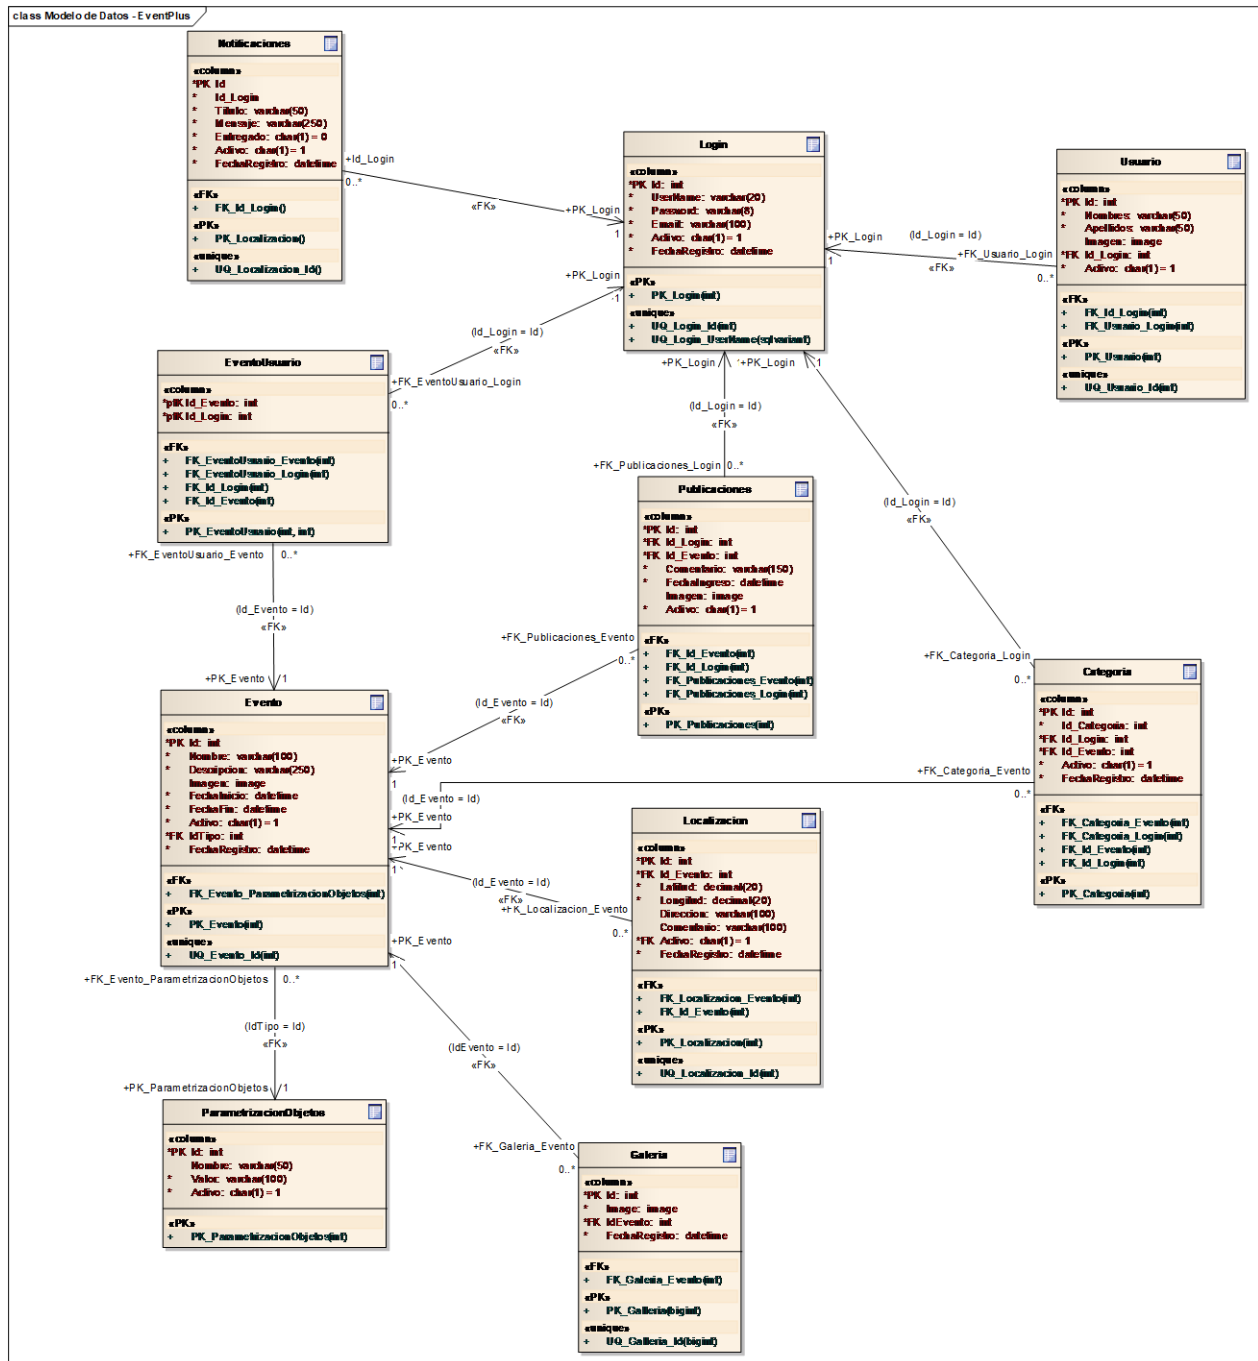 class Modelo de Datos - EventPlus
Notificaciones
«column»
*PK Id
* Id_Login
* Titulo: varchar(50)
* Mensaje: varchar(250)
* Entregado: char(1) = 0
* Activo: char(1) = 1
* FechaRegistro: datetime
«FK»
+ FK_Id_Login()
«PK»
+ PK_Localizacion()
«unique»
+ UQ_Localizacion_Id()
+Id_Login
0..*
«FK»
+PK_Login
1
Login
«column»
*PK Id: int
* UserName: varchar(20)
* Password: varchar(8)
* Email: varchar(100)
* Activo: char(1) = 1
* FechaRegistro: datetime
«PK»
+ PK_Login(int)
«unique»
+ UQ_Login_Id(int)
+ UQ_Login_UserName(sqlvariant)
Usuario
«column»
*PK Id: int
* Nombres: varchar(50)
* Apellidos: varchar(50)
Imagen: image
*FK Id_Login: int
* Activo: char(1) = 1
«FK»
+ FK_Id_Login(int)
+ FK_Usuario_Login(int)
«PK»
+ PK_Usuario(int)
«unique»
+ UQ_Usuario_Id(int)
+PK_Login
1
(Id_Login = Id)
«FK»
+FK_Usuario_Login
0..*
+PK_Login
1
(Id_Login = Id)
«FK»
+FK_EventoUsuario_Login
0..*
EventoUsuario
«column»
*pfK Id_Evento: int
*pfK Id_Login: int
«FK»
+ FK_EventoUsuario_Evento(int)
+ FK_EventoUsuario_Login(int)
+ FK_Id_Login(int)
+ FK_Id_Evento(int)
«PK»
+ PK_EventoUsuario(int, int)
+PK_Login
1
+PK_Login
1
(Id_Login = Id)
«FK»
+FK_Publicaciones_Login
0..*
Publicaciones
«column»
*PK Id: int
*FK Id_Login: int
*FK Id_Evento: int
* Comentario: varchar(150)
* FechaIngreso: datetime
Imagen: image
* Activo: char(1) = 1
«FK»
+ FK_Id_Evento(int)
+ FK_Id_Login(int)
+ FK_Publicaciones_Evento(int)
+ FK_Publicaciones_Login(int)
«PK»
+ PK_Publicaciones(int)
(Id_Login = Id)
«FK»
+FK_Categoria_Login
0..*
Categoria
«column»
*PK Id: int
* Id_Categoria: int
*FK Id_Login: int
*FK Id_Evento: int
* Activo: char(1) = 1
* FechaRegistro: datetime
«FK»
+ FK_Categoria_Evento(int)
+ FK_Categoria_Login(int)
+ FK_Id_Evento(int)
+ FK_Id_Login(int)
«PK»
+ PK_Categoria(int)
+FK_EventoUsuario_Evento
0..*
(Id_Evento = Id)
«FK»
+PK_Evento
1
Evento
«column»
*PK Id: int
* Nombre: varchar(100)
* Descripcion: varchar(250)
Imagen: image
* FechaInicio: datetime
* FechaFin: datetime
* Activo: char(1) = 1
*FK IdTipo: int
* FechaRegistro: datetime
«FK»
+ FK_Evento_ParametrizacionObjetos(int)
«PK»
+ PK_Evento(int)
«unique»
+ UQ_Evento_Id(int)
+FK_Publicaciones_Evento
0..*
(Id_Evento = Id)
«FK»
+PK_Evento
1
+FK_Categoria_Evento
0..*
(Id_Evento = Id)
+PK_Evento
1
+PK_Evento
1
(Id_Evento = Id)
«FK»
+FK_Localizacion_Evento
0..*
Localizacion
«column»
*PK Id: int
*FK Id_Evento: int
* Latitud: decimal(20)
* Longitud: decimal(20)
Direccion: varchar(100)
Comentario: varchar(100)
*FK Activo: char(1) = 1
* FechaRegistro: datetime
«FK»
+ FK_Localizacion_Evento(int)
+ FK_Id_Evento(int)
«PK»
+ PK_Localizacion(int)
«unique»
+ UQ_Localizacion_Id(int)
+PK_Evento
1
(IdEvento = Id)
«FK»
+FK_Galeria_Evento
0..*
+FK_Evento_ParametrizacionObjetos
0..*
(IdTipo = Id)
«FK»
+PK_ParametrizacionObjetos
1
ParametrizacionObjetos
«column»
*PK Id: int
Nombre: varchar(50)
* Valor: varchar(100)
* Activo: char(1) = 1
«PK»
+ PK_ParametrizacionObjetos(int)
Galeria
«column»
*PK Id: int
* Image: image
*FK IdEvento: int
* FechaRegistro: datetime
«FK»
+ FK_Galeria_Evento(int)
«PK»
+ PK_Galleria(bigint)
«unique»
+ UQ_Galleria_Id(bigint)